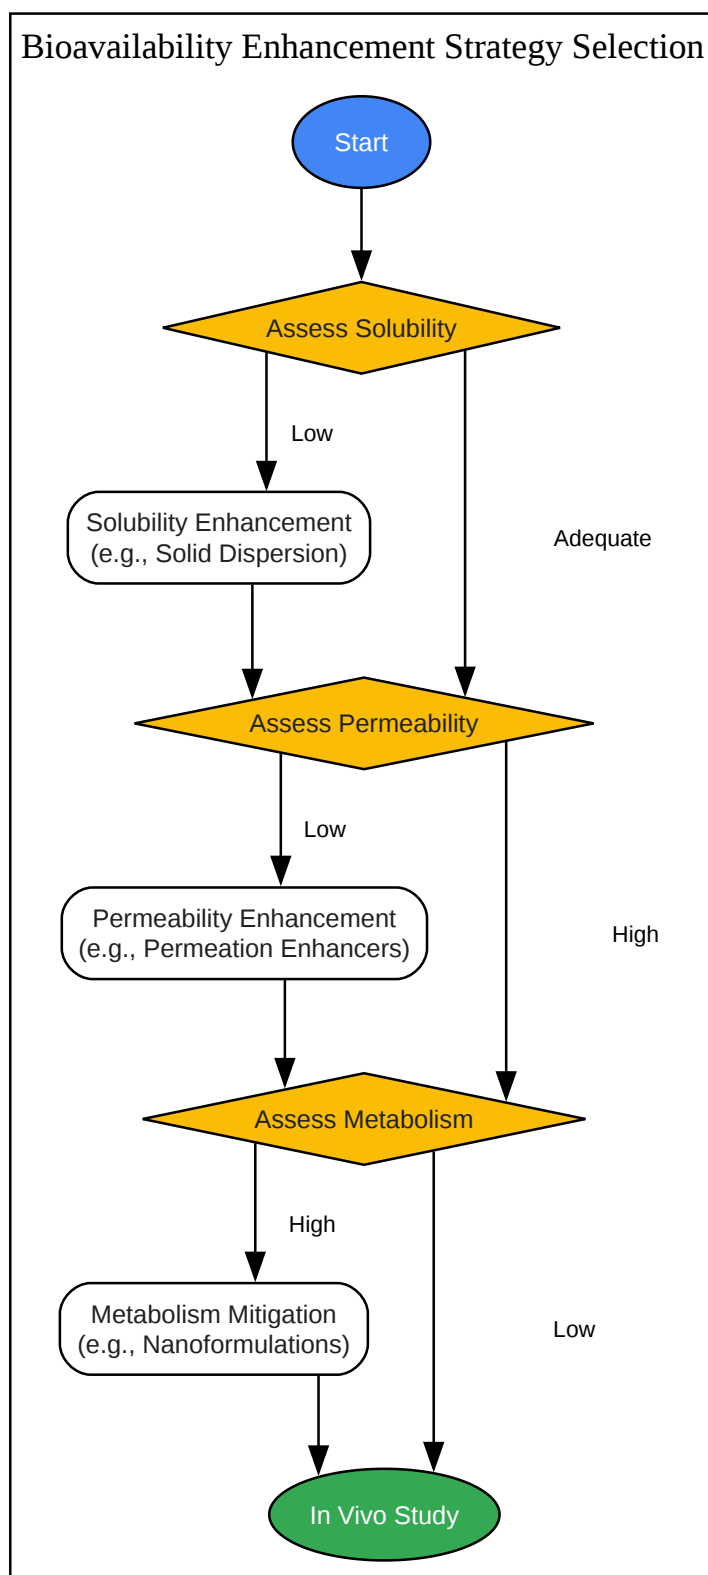 Bioavailability Enhancement Strategy Selection
Start
Assess Solubility
Low
Solubility Enhancement
(e.g., Solid Dispersion)
Adequate
Assess Permeability
Low
Permeability Enhancement
(e.g., Permeation Enhancers)
High
Assess Metabolism
High
Metabolism Mitigation
(e.g., Nanoformulations)
Low
In Vivo Study